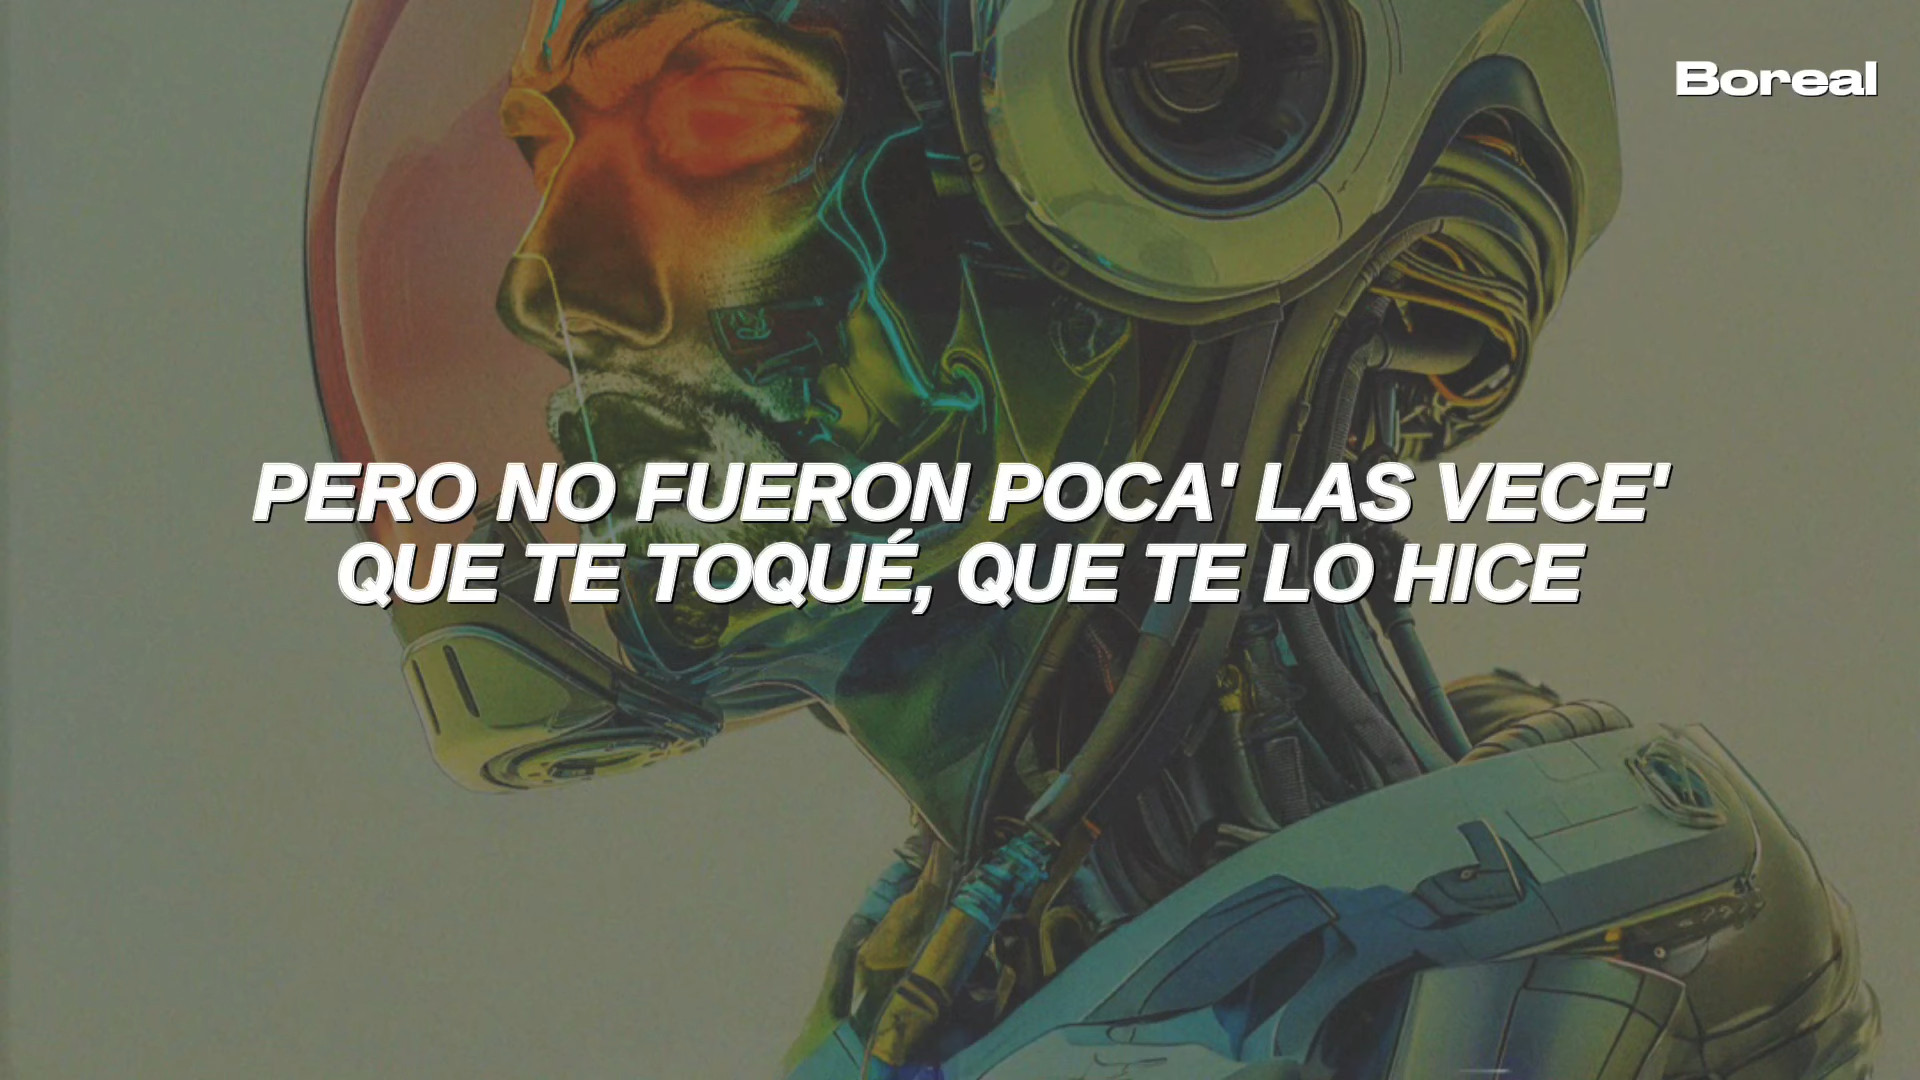 Boreal
PERO NO FUERON POCA' LAS VECE'
QUE TE TOQUÉ, QUE TE LO HICE